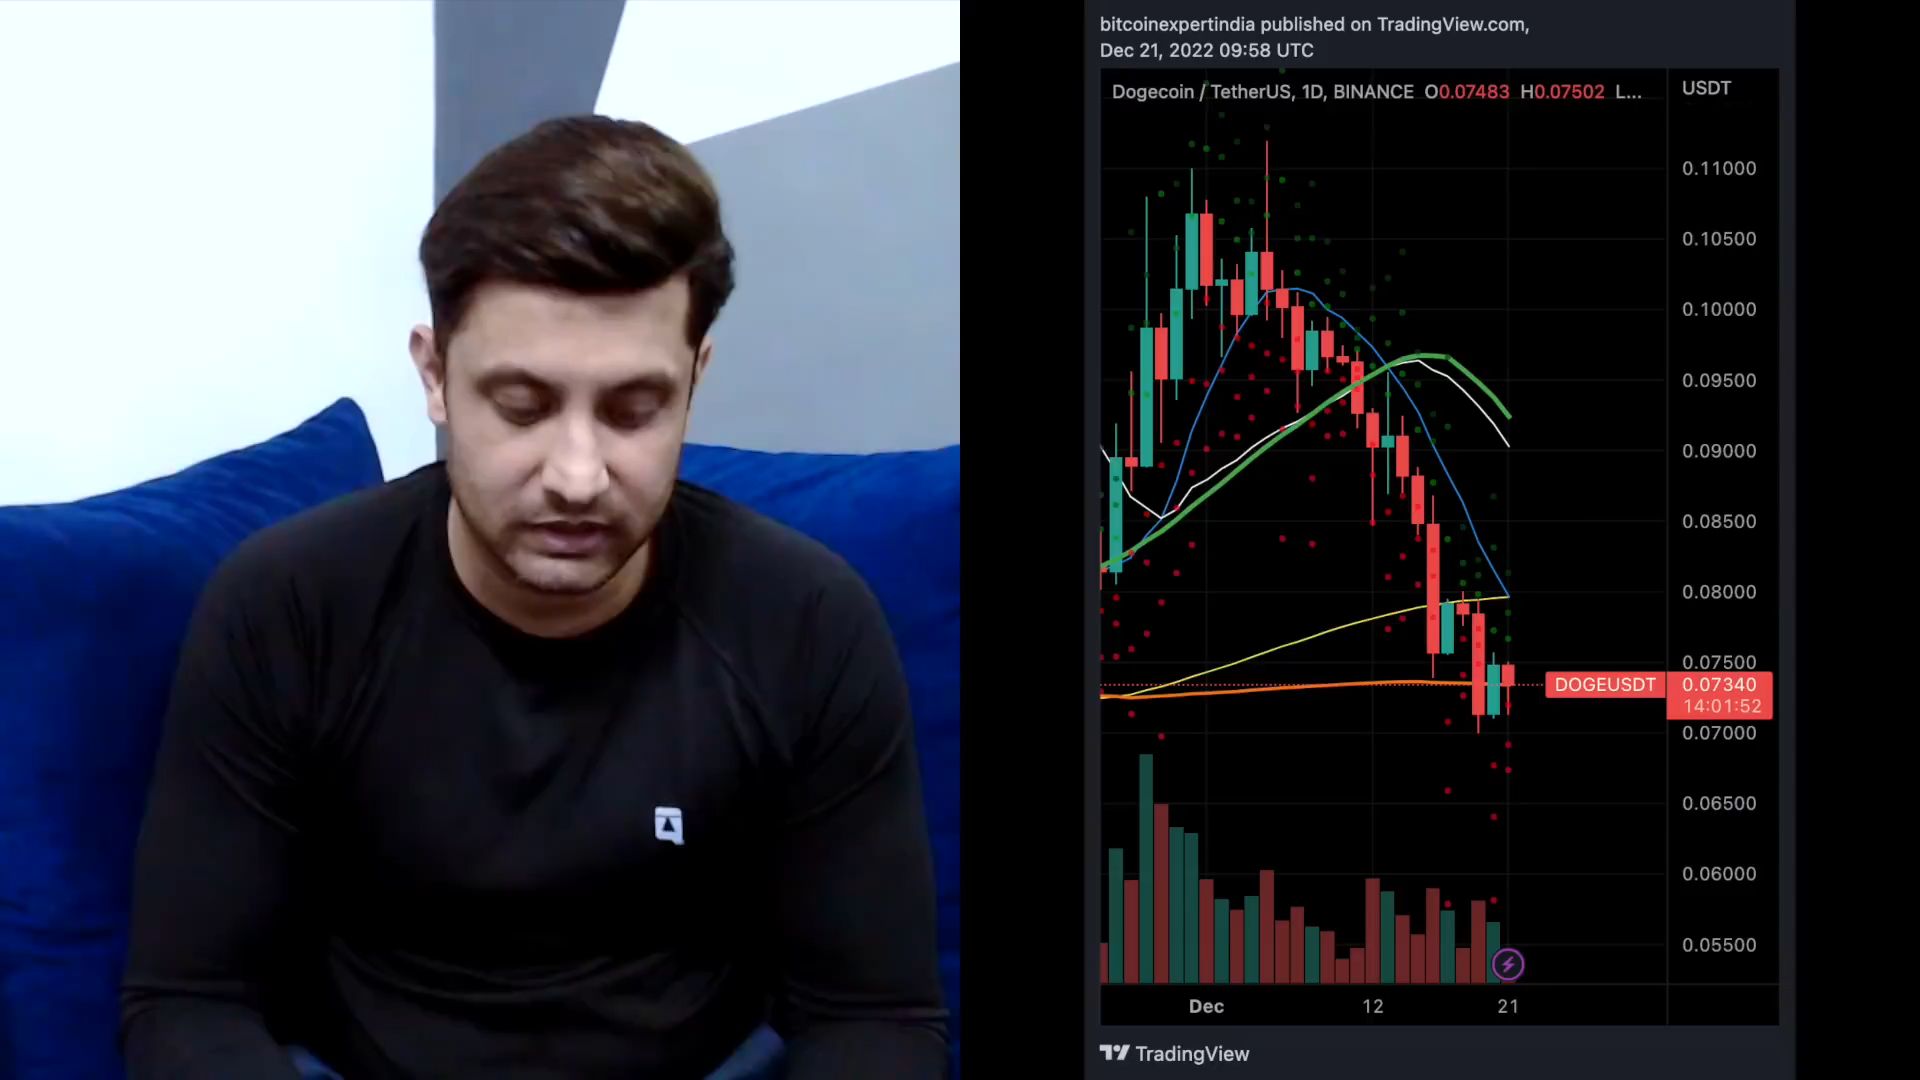 bitcoinexpertindia published on TradingView.com,
Dec 21, 2022 09:58 UTC
Dogecoin / TetherUS, 1D, BINANCE O0.07483 H0.07502 L...
USDT
0.11000
0.10500
0.10000
0.09500
0.09000
0.08500
0.08000
0.07500
DOGEUSDT 0.07340
14:01:52
0.07000
0.06500
0.06000
0.05500
Dec 12 21
TradingView